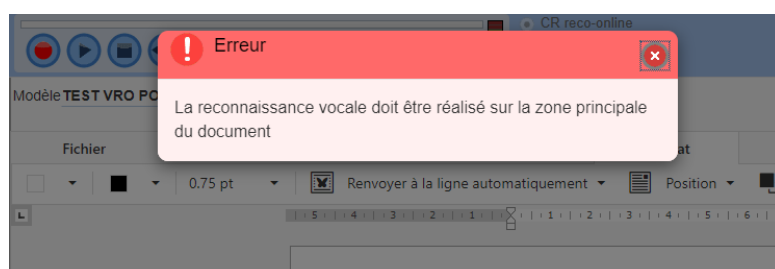 CR reco-online
Erreur
Modèle TEST VRO PO
La reconnaissance vocale doit être réalisé sur la zone principale
du document
Fichier
at
0.75 pt
Renvoyer à la ligne automatiquement
Position
L
5 4 3 2 1 1 2 3 4 5 6